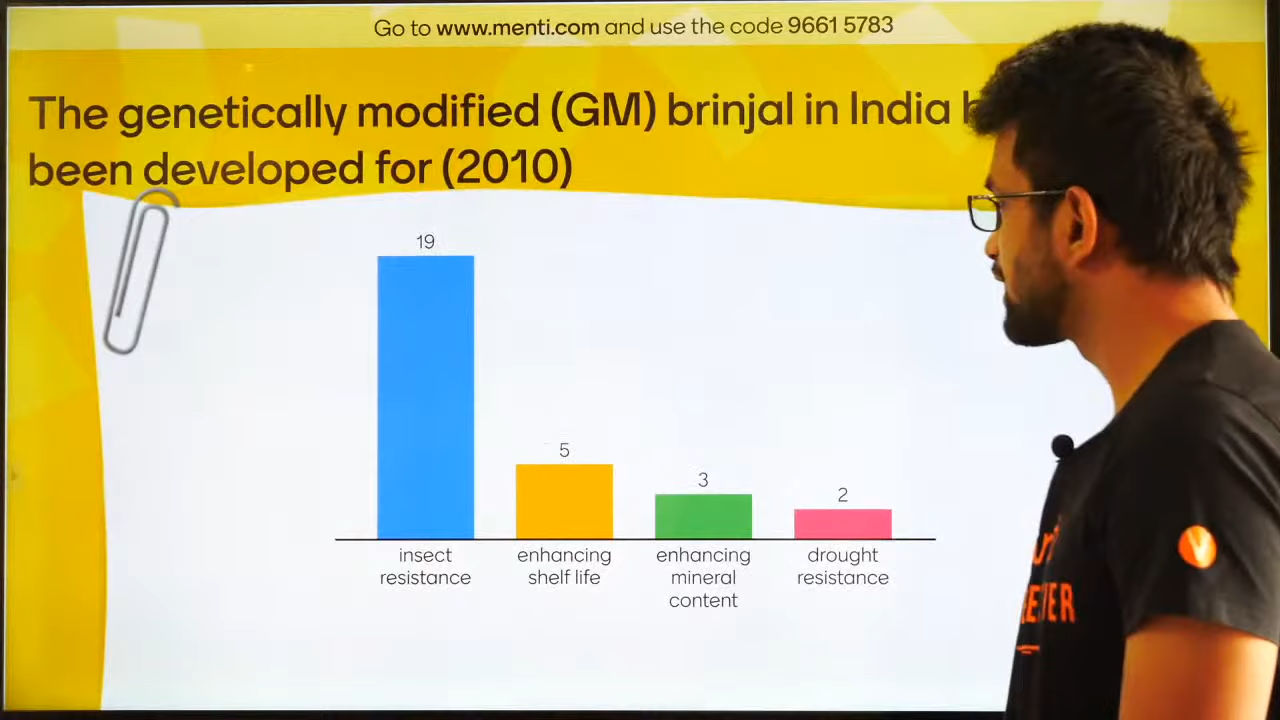 Go to www.menti.com and use the code 9661 5783
The genetically modified (GM) brinjal in India
been developed for (2010)
19
5
3
2
insect
resistance
enhancing
shelf life
enhancing
mineral
content
drought
resistance